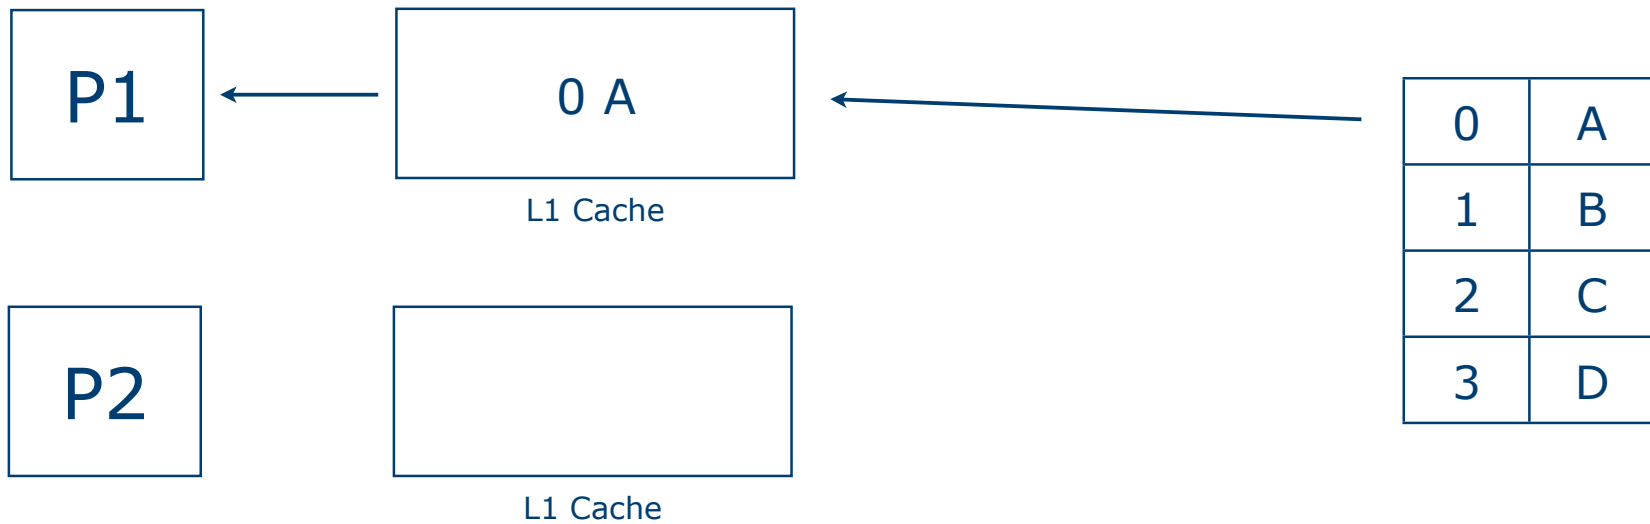 P1
0 A
L1 Cache
P2
L1 Cache
0 A
1 B
2 C
3 D